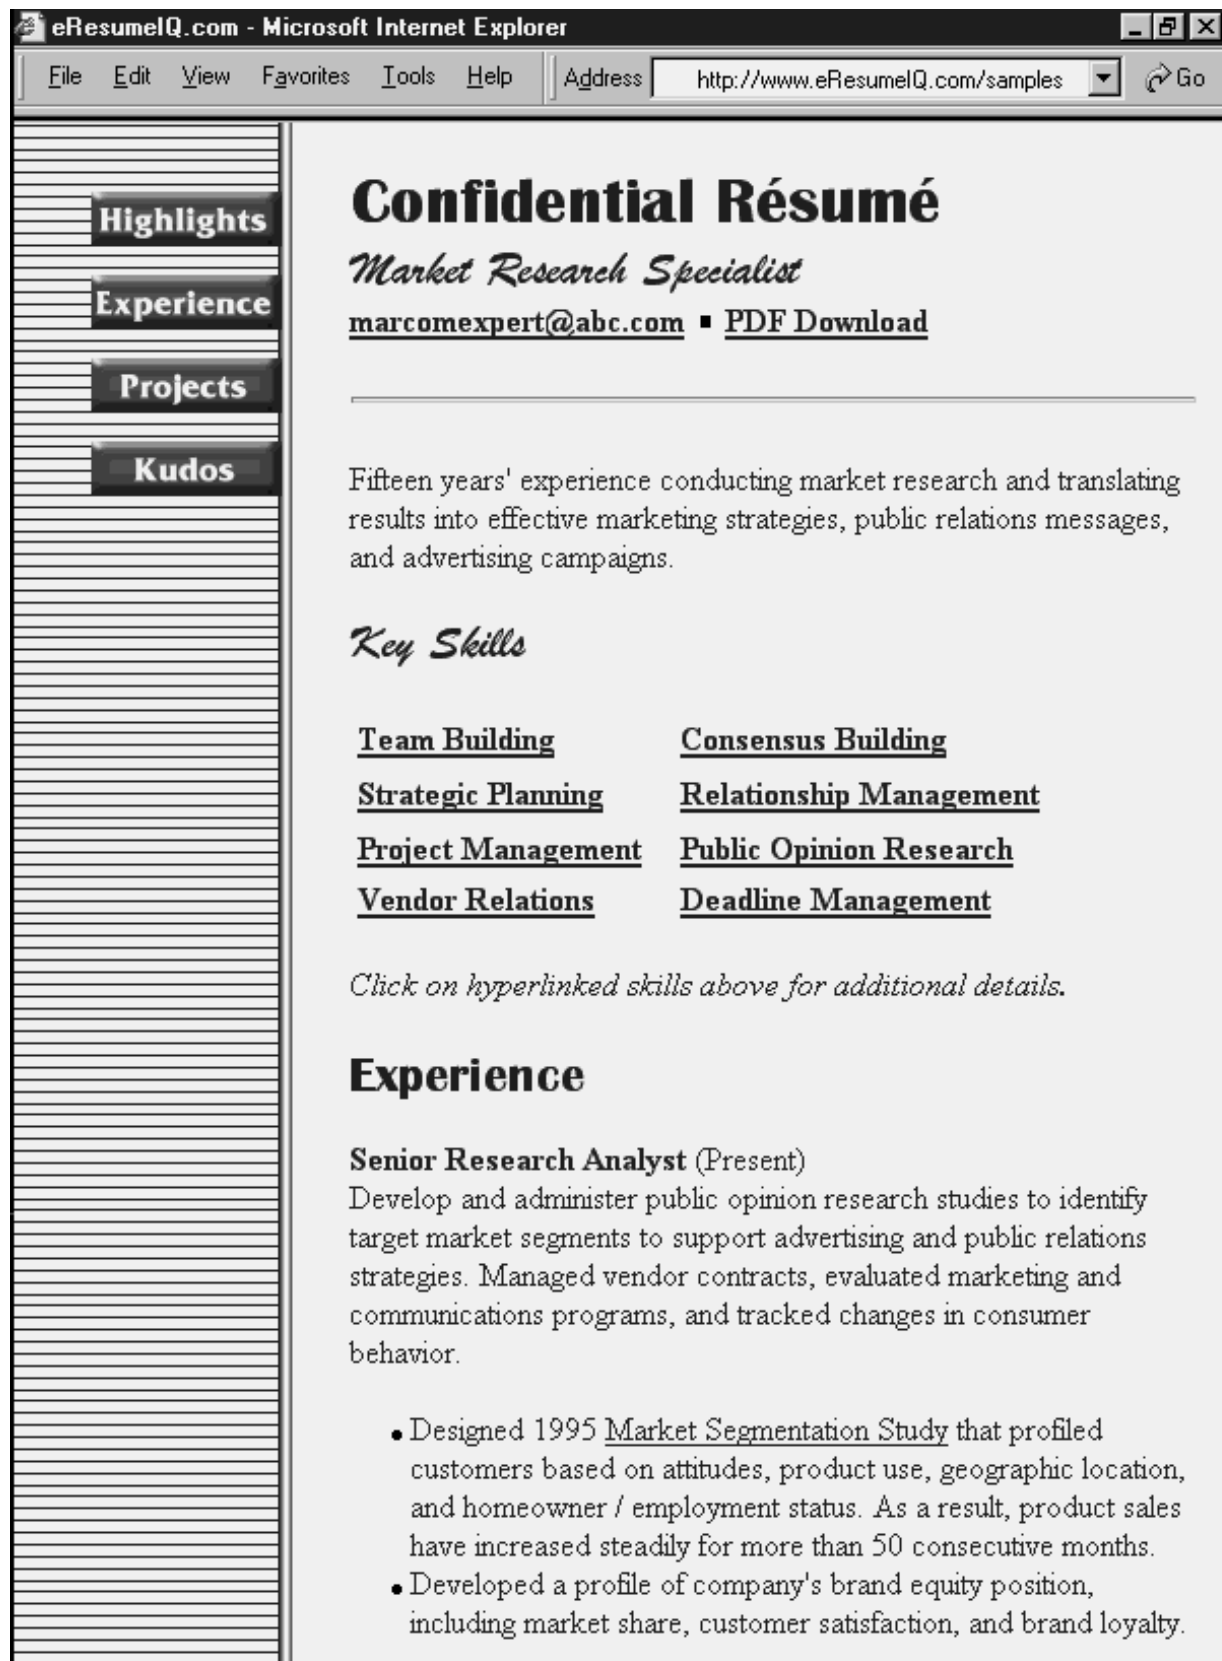 eResumeIQ.com - Microsoft Internet Explorer
File Edit View Favorites Tools Help Address http://www.eResumeIQ.com/samples Go
Highlights
Experience
Projects
Kudos
Confidential Résumé
Market Research Specialist
marcomexpert@abc.com ▪ PDF Download
Fifteen years' experience conducting market research and translating
results into effective marketing strategies, public relations messages,
and advertising campaigns.
Key Skills
Team Building Consensus Building
Strategic Planning Relationship Management
Project Management Public Opinion Research
Vendor Relations Deadline Management
Click on hyperlinked skills above for additional details.
Experience
Senior Research Analyst (Present)
Develop and administer public opinion research studies to identify
target market segments to support advertising and public relations
strategies. Managed vendor contracts, evaluated marketing and
communications programs, and tracked changes in consumer
behavior.
• Designed 1995 Market Segmentation Study that profiled
customers based on attitudes, product use, geographic location,
and homeowner / employment status. As a result, product sales
have increased steadily for more than 50 consecutive months.
• Developed a profile of company's brand equity position,
including market share, customer satisfaction, and brand loyalty.